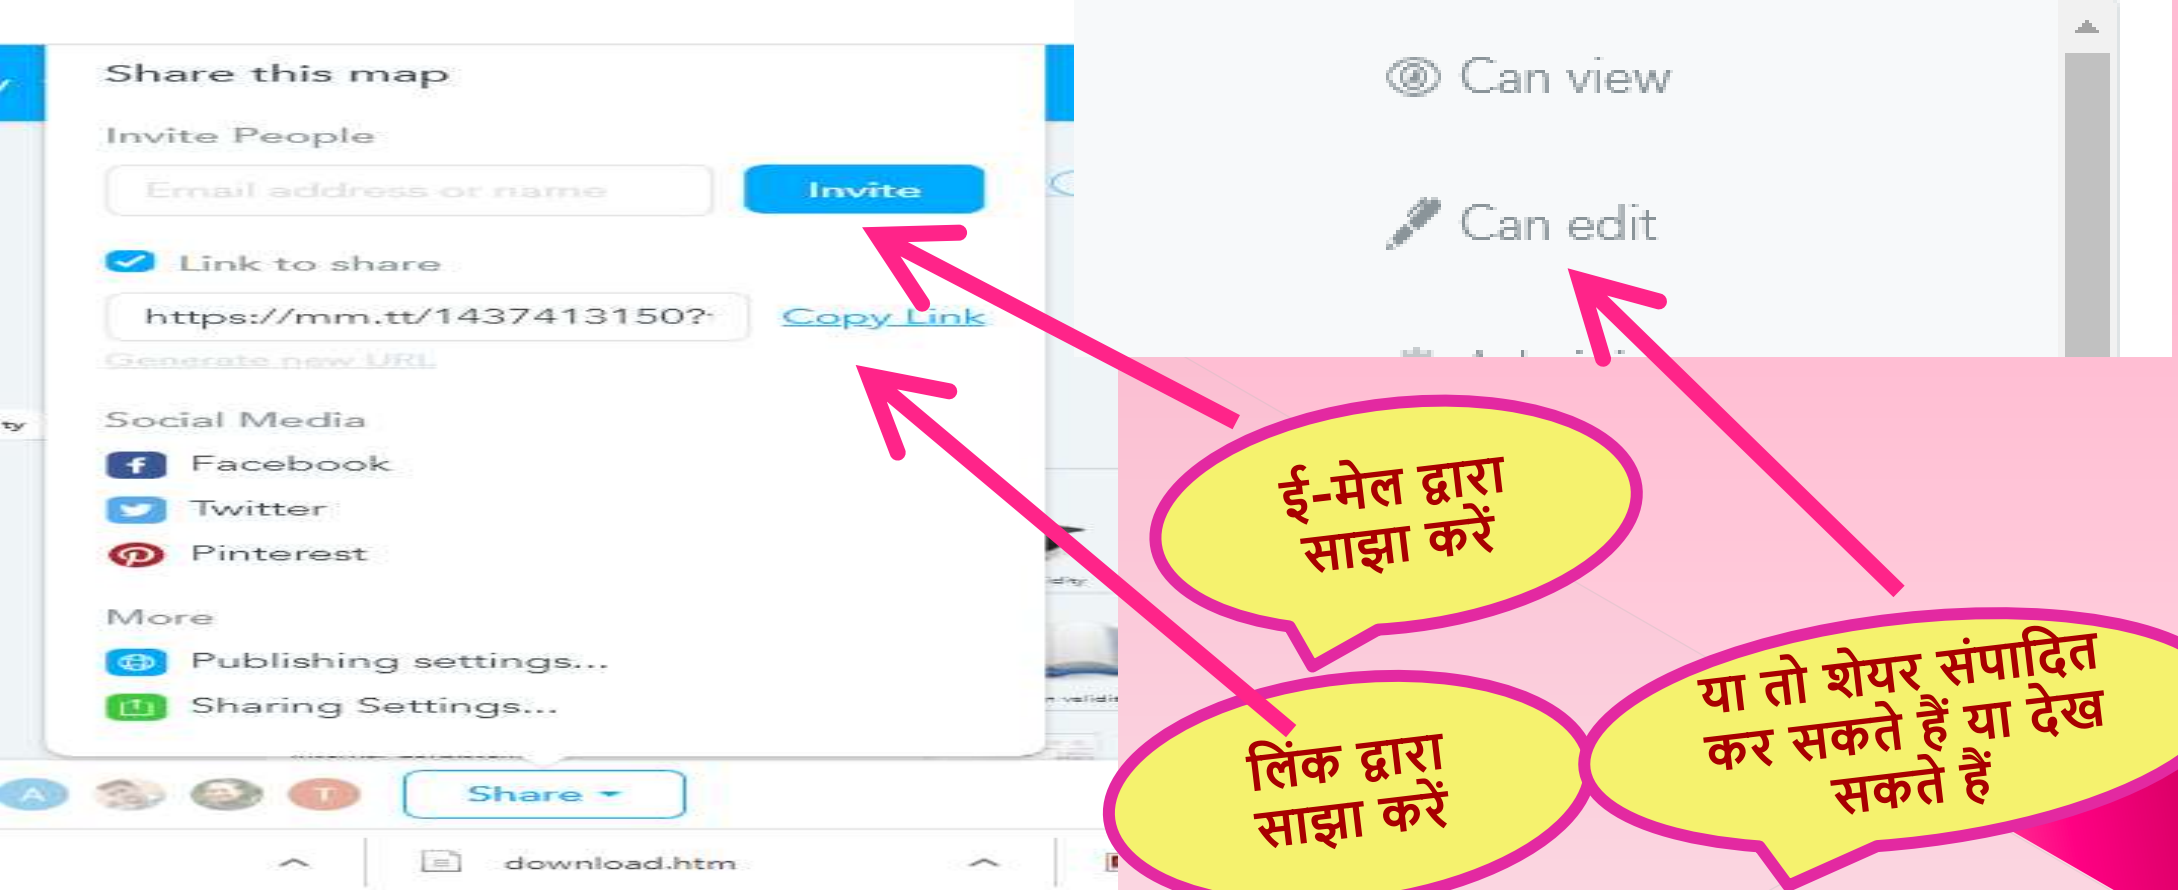 Share this map
Invite People
Email address or name
Invite
Link to share
https://mm.tt/1437413150?
Copy Link
Generate new URL
Social Media
Facebook
Twitter
Pinterest
More
Publishing settings...
Sharing Settings...
A
T
Share
download.htm
ty
Can view
Can edit
ई-मेल द्वारा
साझा करें
लिंक द्वारा
साझा करें
या तो शेयर संपादित
कर सकते हैं या देख
सकते हैं